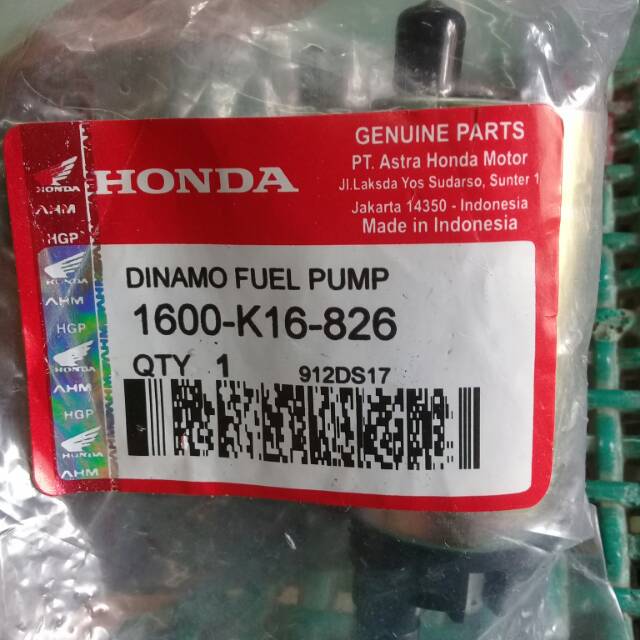 HONDA
AHM
HGP
HONDA
AHM
HGP
HONDA
AHM
HGP
HONDA
AHM
HONDA
GENUINE PARTS
PT. Astra Honda Motor
Jl.Laksda Yos Sudarso, Sunter 1
Jakarta 14350 - Indonesia
Made in Indonesia
DINAMO FUEL PUMP
1600-K16-826
QTY 1
912DS17